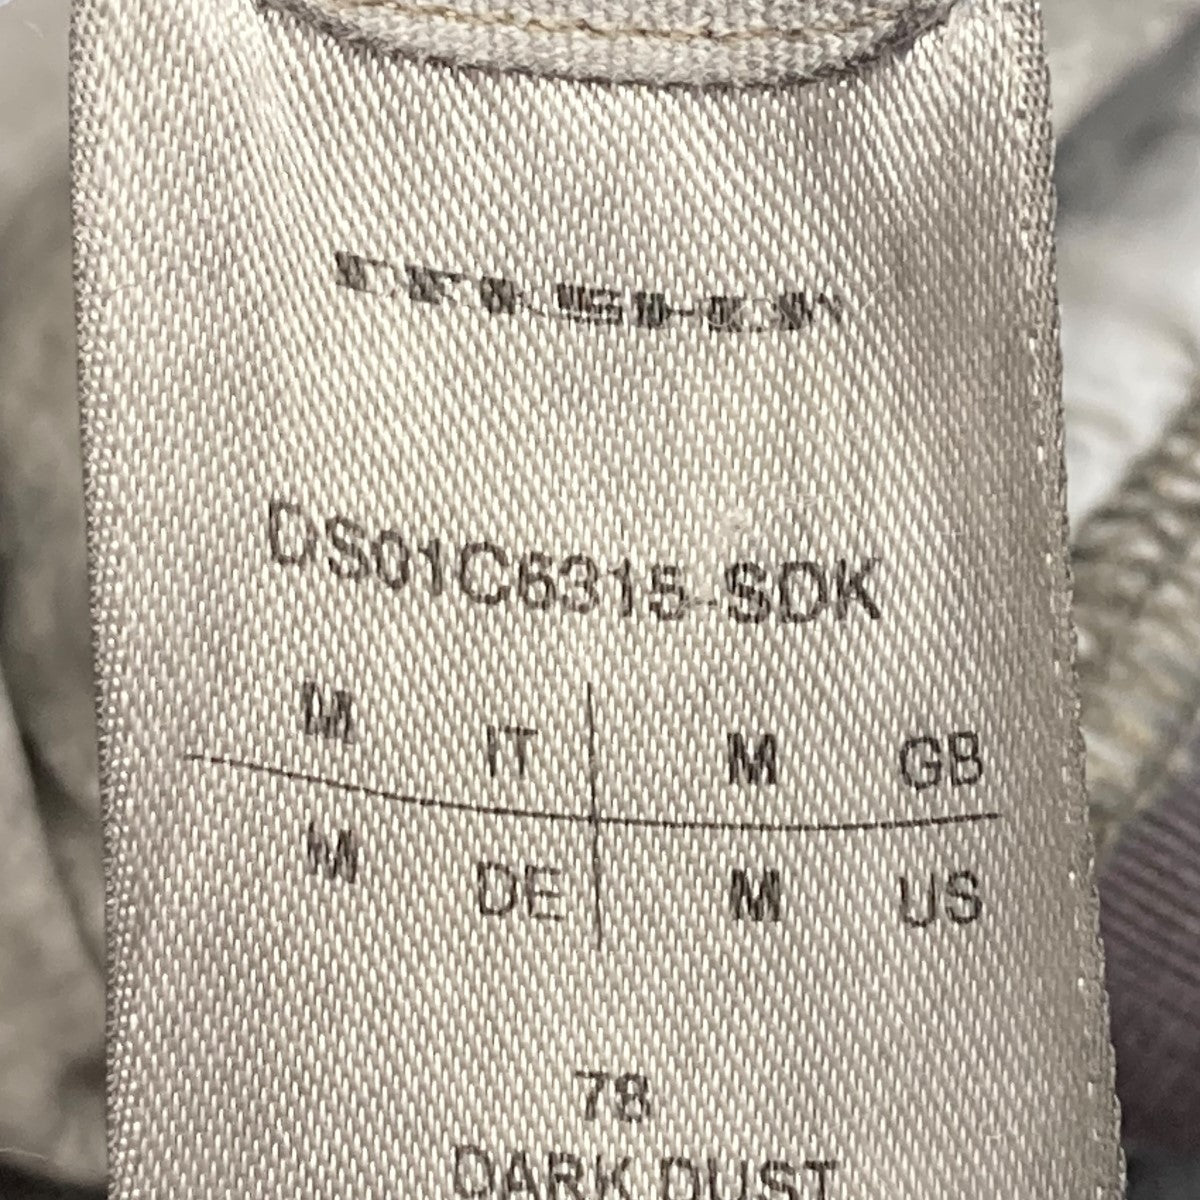 DS01C6315-SDK
M IT M GB
M DE M US
78
DARK DUST